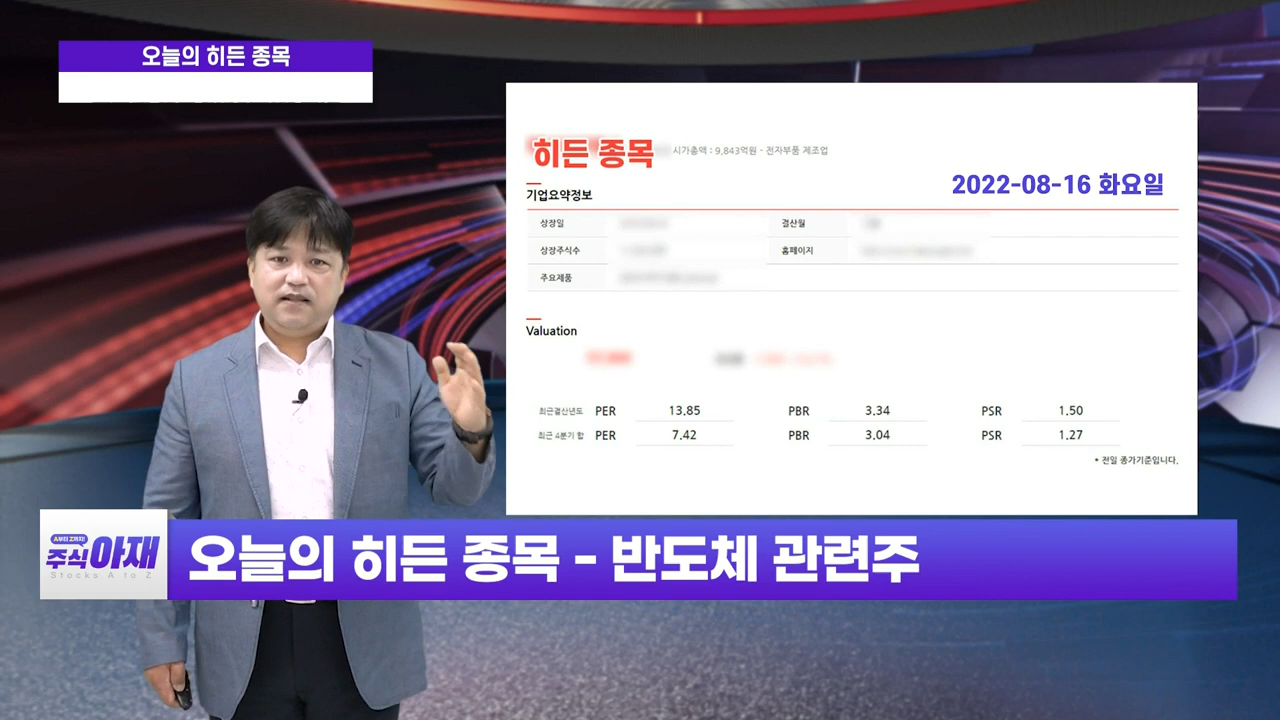 오늘의 히든 종목
히든 종목 시가총액 : 9,843억원 - 전자부품 제조업
2022-08-16 화요일
기업요약정보
상장일 결산월
상장주식수 홈페이지
주요제품
Valuation
최근결산년도 PER 13.85 PBR 3.34 PSR 1.50
최근 4분기 합 PER 7.42 PBR 3.04 PSR 1.27
* 전일 종가기준입니다.
A부터 Z까지!
주식아재
Stocks A to Z
오늘의 히든 종목 - 반도체 관련주